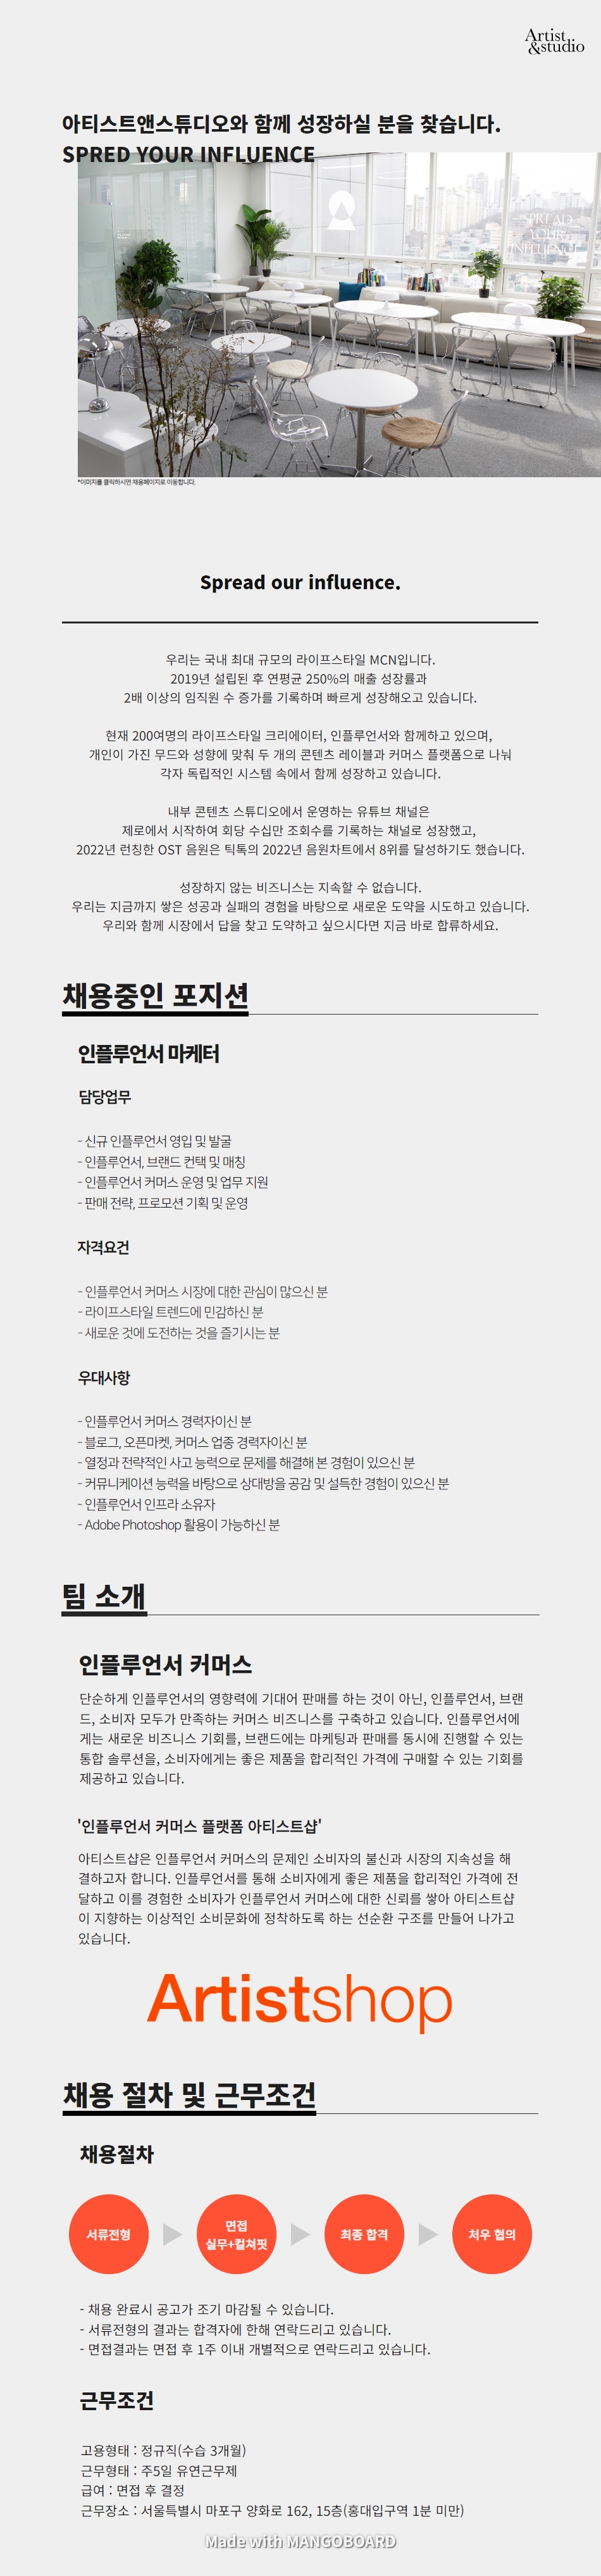 Artist
&studio
아티스트앤스튜디오와 함께 성장하실 분을 찾습니다.
SPRED YOUR INFLUENCE
SPREAD
YOUR
INFLUENCE
*이미지를 클릭하시면 채용페이지로 이동합니다.
Spread our influence.
우리는 국내 최대 규모의 라이프스타일 MCN입니다.
2019년 설립된 후 연평균 250%의 매출 성장률과
2배 이상의 임직원 수 증가를 기록하며 빠르게 성장해오고 있습니다.
현재 200여명의 라이프스타일 크리에이터, 인플루언서와 함께하고 있으며,
개인이 가진 무드와 성향에 맞춰 두 개의 콘텐츠 레이블과 커머스 플랫폼으로 나눠
각자 독립적인 시스템 속에서 함께 성장하고 있습니다.
내부 콘텐츠 스튜디오에서 운영하는 유튜브 채널은
제로에서 시작하여 회당 수십만 조회수를 기록하는 채널로 성장했고,
2022년 런칭한 OST 음원은 틱톡의 2022년 음원차트에서 8위를 달성하기도 했습니다.
성장하지 않는 비즈니스는 지속할 수 없습니다.
우리는 지금까지 쌓은 성공과 실패의 경험을 바탕으로 새로운 도약을 시도하고 있습니다.
우리와 함께 시장에서 답을 찾고 도약하고 싶으시다면 지금 바로 합류하세요.
채용중인 포지션
인플루언서 마케터
담당업무
- 신규 인플루언서 영입 및 발굴
- 인플루언서, 브랜드 컨택 및 매칭
- 인플루언서 커머스 운영 및 업무 지원
- 판매 전략, 프로모션 기획 및 운영
자격요건
- 인플루언서 커머스 시장에 대한 관심이 많으신 분
- 라이프스타일 트렌드에 민감하신 분
- 새로운 것에 도전하는 것을 즐기시는 분
우대사항
- 인플루언서 커머스 경력자이신 분
- 블로그, 오픈마켓, 커머스 업종 경력자이신 분
- 열정과 전략적인 사고 능력으로 문제를 해결해 본 경험이 있으신 분
- 커뮤니케이션 능력을 바탕으로 상대방을 공감 및 설득한 경험이 있으신 분
- 인플루언서 인프라 소유자
- Adobe Photoshop 활용이 가능하신 분
팀 소개
인플루언서 커머스
단순하게 인플루언서의 영향력에 기대어 판매를 하는 것이 아닌, 인플루언서, 브랜
드, 소비자 모두가 만족하는 커머스 비즈니스를 구축하고 있습니다. 인플루언서에
게는 새로운 비즈니스 기회를, 브랜드에는 마케팅과 판매를 동시에 진행할 수 있는
통합 솔루션을, 소비자에게는 좋은 제품을 합리적인 가격에 구매할 수 있는 기회를
제공하고 있습니다.
'인플루언서 커머스 플랫폼 아티스트샵'
아티스트샵은 인플루언서 커머스의 문제인 소비자의 불신과 시장의 지속성을 해
결하고자 합니다. 인플루언서를 통해 소비자에게 좋은 제품을 합리적인 가격에 전
달하고 이를 경험한 소비자가 인플루언서 커머스에 대한 신뢰를 쌓아 아티스트샵
이 지향하는 이상적인 소비문화에 정착하도록 하는 선순환 구조를 만들어 나가고
있습니다.
Artistshop
채용 절차 및 근무조건
채용절차
서류전형
면접
실무+컬쳐핏
최종 합격
처우 협의
- 채용 완료시 공고가 조기 마감될 수 있습니다.
- 서류전형의 결과는 합격자에 한해 연락드리고 있습니다.
- 면접결과는 면접 후 1주 이내 개별적으로 연락드리고 있습니다.
근무조건
고용형태 : 정규직(수습 3개월)
근무형태 : 주5일 유연근무제
급여 : 면접 후 결정
근무장소 : 서울특별시 마포구 양화로 162, 15층(홍대입구역 1분 미만)
Made with MANGOBOARD